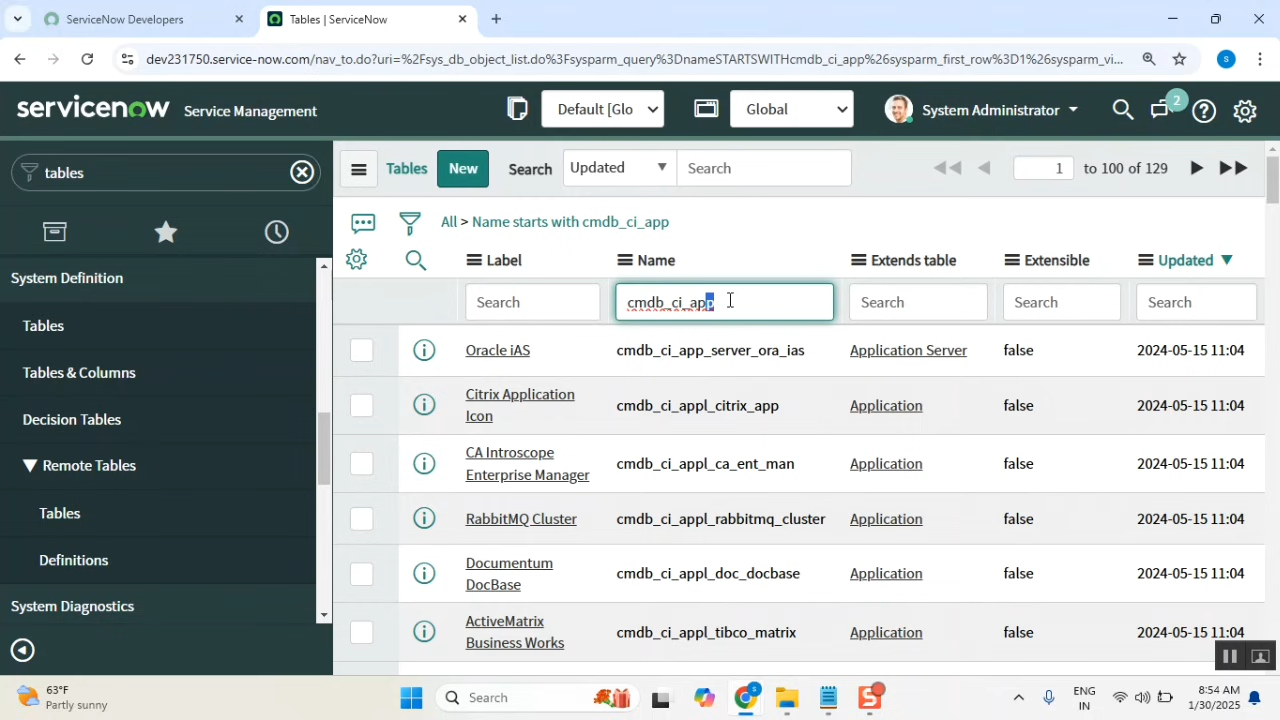 ServiceNow Developers
Tables | ServiceNow
dev231750.service-now.com/nav_to.do?uri=%2Fsys_db_object_list.do%3Fsysparm_query%3DnameSTARTSWITHcmdb_ci_app%26sysparm_first_row%3D1%26sysparm_vi...
S
servicenow Service Management
Default [Glo
Global
System Administrator
2
tables
System Definition
Tables
Tables & Columns
Decision Tables
Remote Tables
Tables
Definitions
System Diagnostics
Tables New Search Updated Search 1 to 100 of 129
All > Name starts with cmdb_ci_app
Label Name Extends table Extensible Updated
Search cmdb_ci_app Search Search Search
Oracle iAS cmdb_ci_app_server_ora_ias Application Server false 2024-05-15 11:04
Citrix Application
Icon cmdb_ci_appl_citrix_app Application false 2024-05-15 11:04
CA Introscope
Enterprise Manager cmdb_ci_appl_ca_ent_man Application false 2024-05-15 11:04
RabbitMQ Cluster cmdb_ci_appl_rabbitmq_cluster Application false 2024-05-15 11:04
Documentum
DocBase cmdb_ci_appl_doc_docbase Application false 2024-05-15 11:04
ActiveMatrix
Business Works cmdb_ci_appl_tibco_matrix Application false 2024-05-15 11:04
63°F
Partly sunny
Search
ENG
IN
8:54 AM
1/30/2025